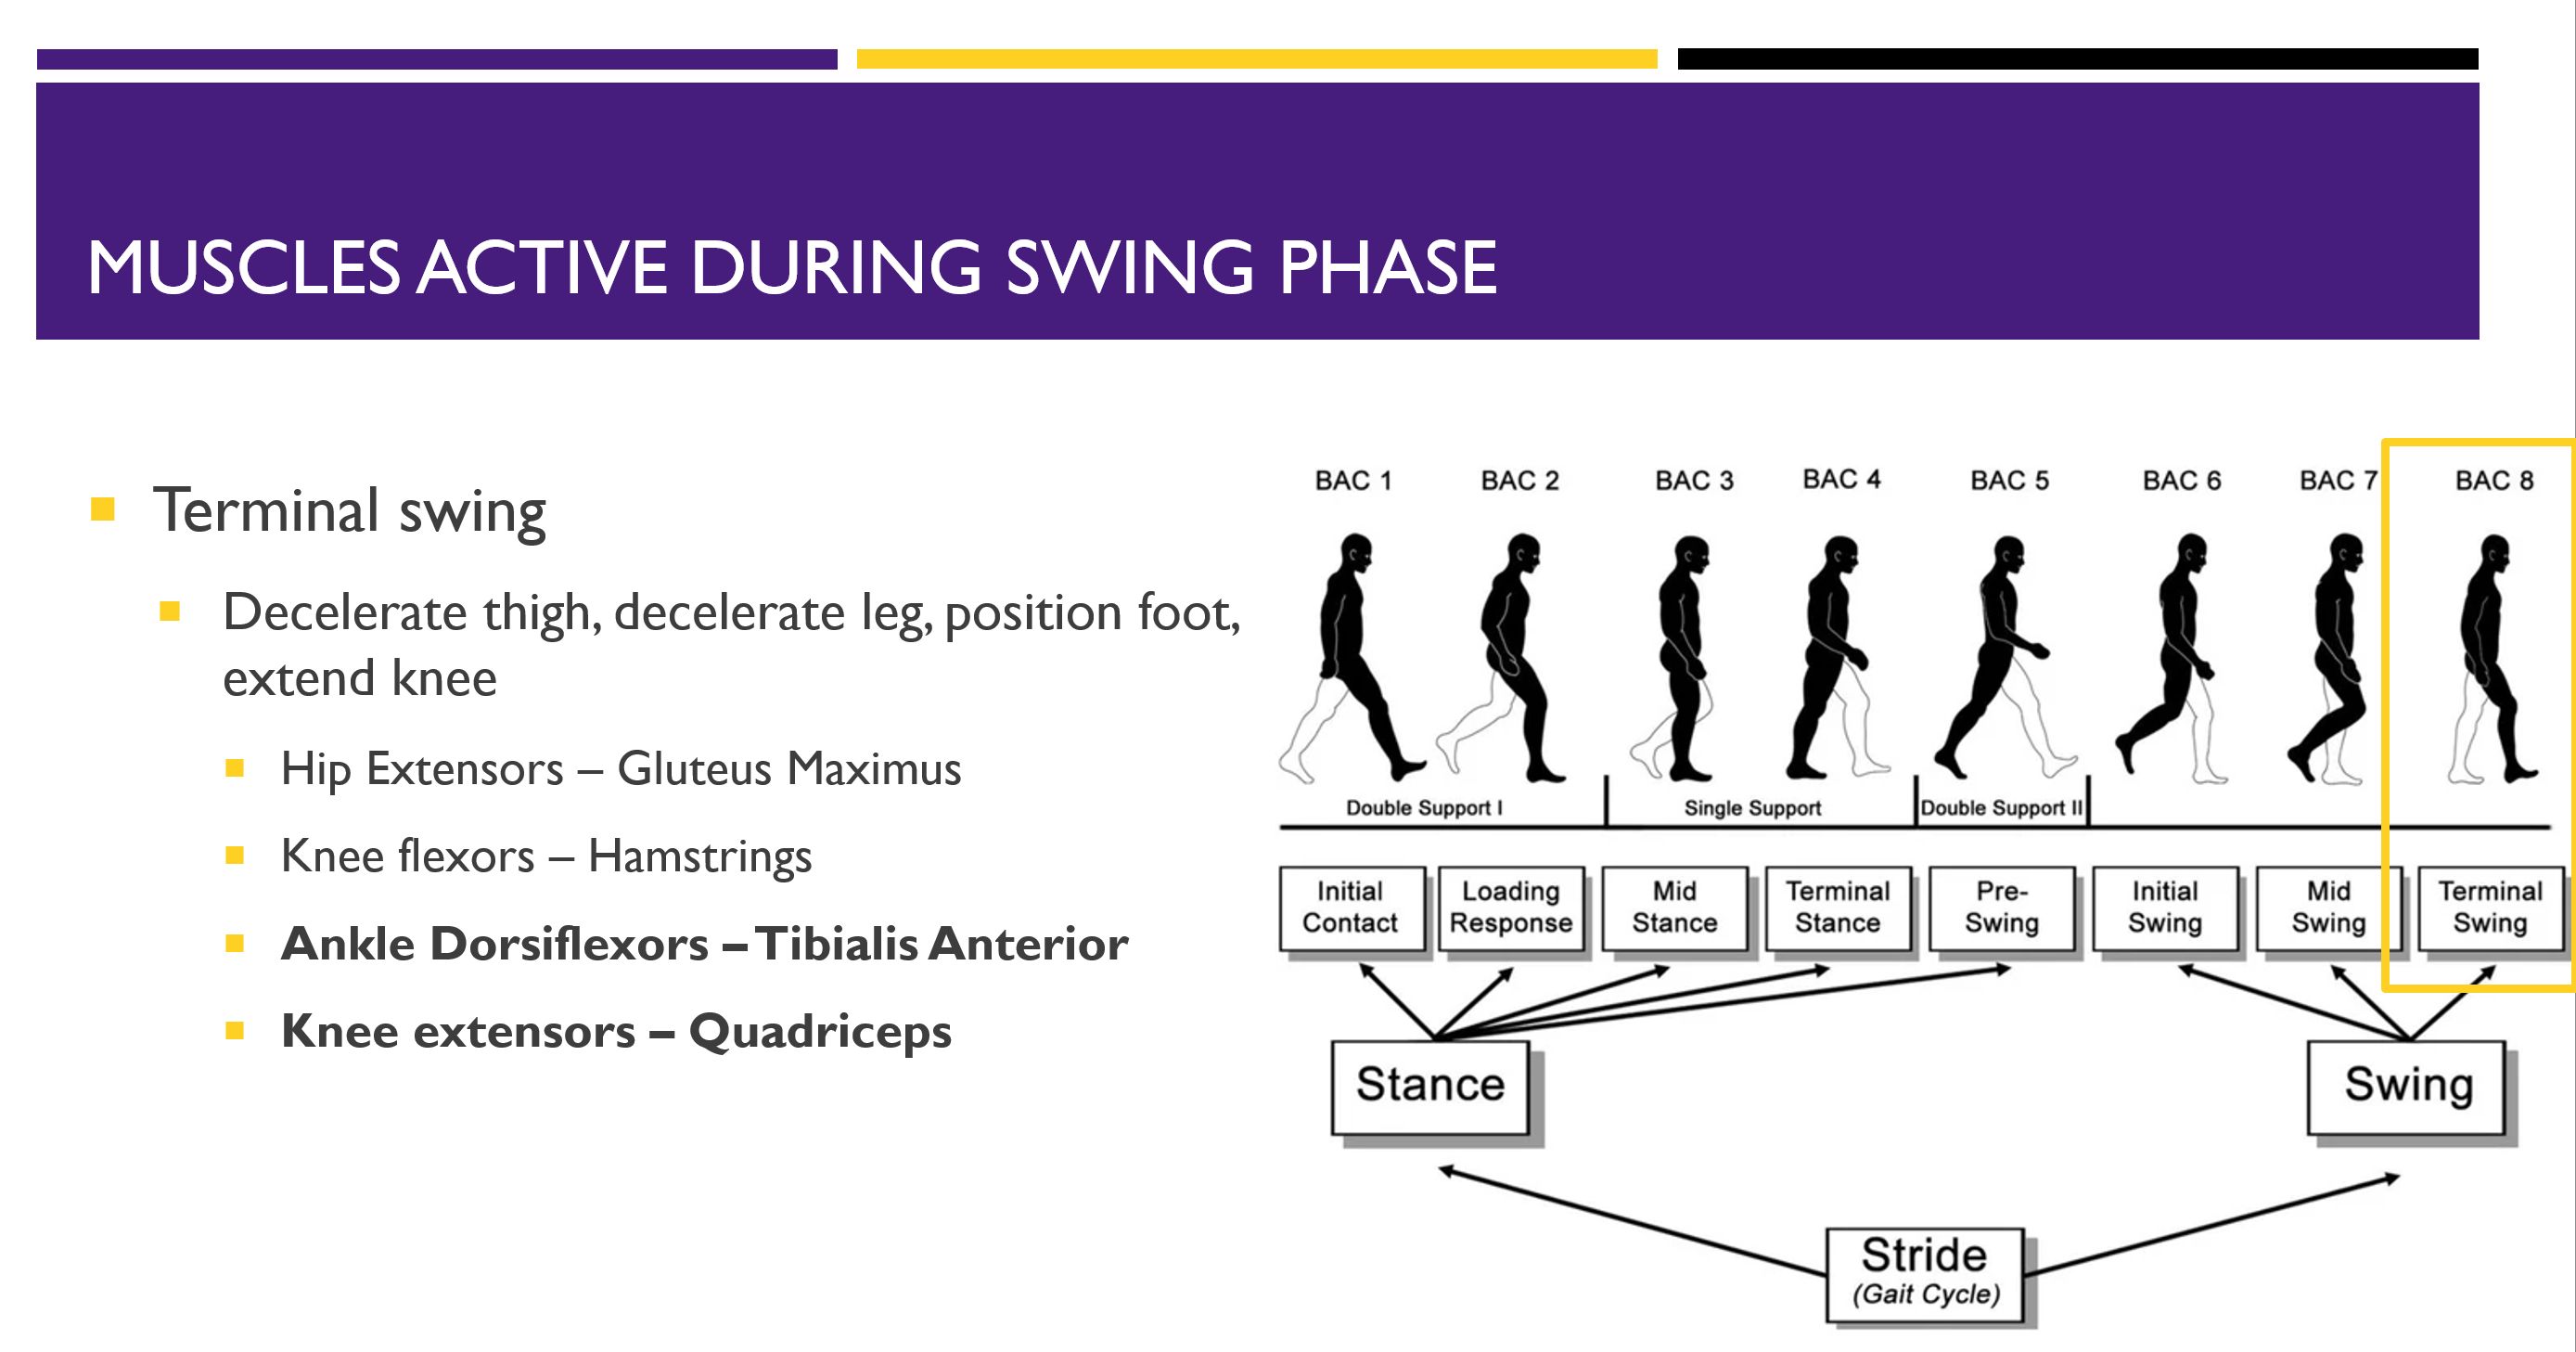 MUSCLES ACTIVE DURING SWING PHASE
Terminal swing
Decelerate thigh, decelerate leg, position foot,
extend knee
Hip Extensors – Gluteus Maximus
Knee flexors – Hamstrings
Ankle Dorsiflexors – Tibialis Anterior
Knee extensors – Quadriceps
BAC 1 BAC 2 BAC 3 BAC 4 BAC 5 BAC 6 BAC 7 BAC 8
Double Support I Single Support Double Support II
Initial Contact
Loading Response
Mid Stance
Terminal Stance
Pre-Swing
Initial Swing
Mid Swing
Terminal Swing
Stance
Swing
Stride
(Gait Cycle)